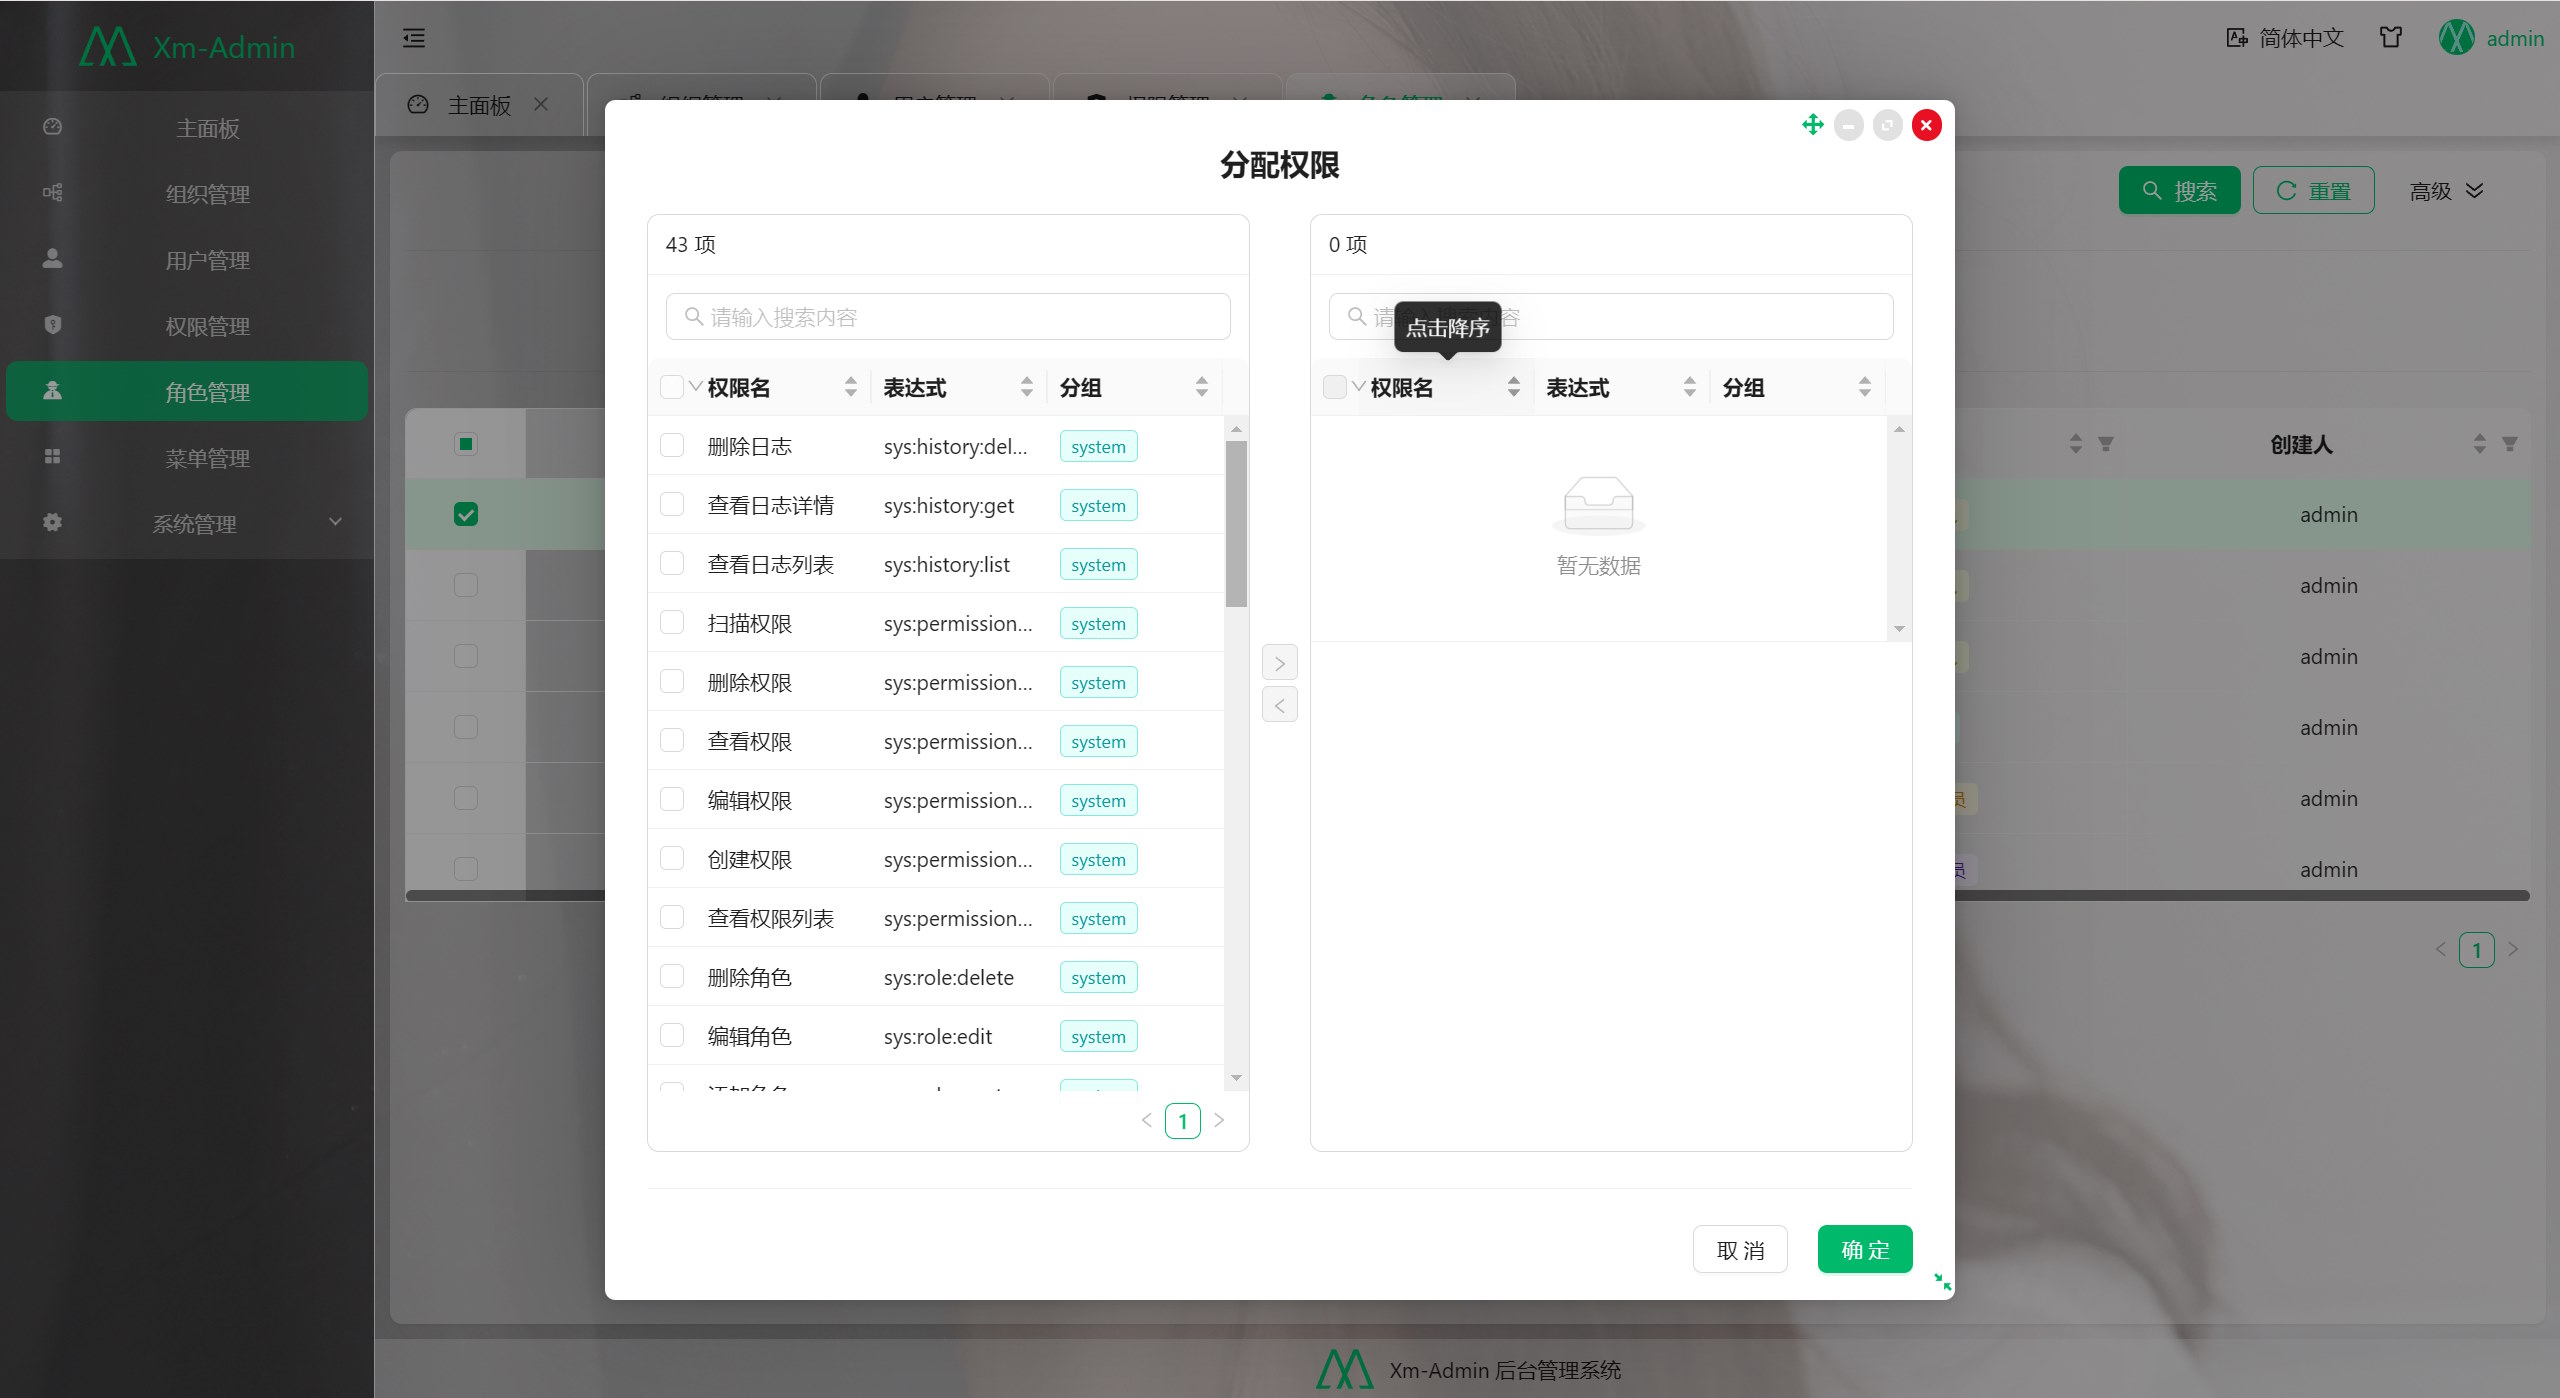 Xm-Admin
简体中文
admin
主面板
组织管理
用户管理
权限管理
角色管理
菜单管理
系统管理
主面板
搜索
重置
高级
创建人
admin
admin
admin
admin
admin
admin
1
分配权限
43 项
请输入搜索内容
权限名 表达式 分组
删除日志 sys:history:del... system
查看日志详情 sys:history:get system
查看日志列表 sys:history:list system
扫描权限 sys:permission... system
删除权限 sys:permission... system
查看权限 sys:permission... system
编辑权限 sys:permission... system
创建权限 sys:permission... system
查看权限列表 sys:permission... system
删除角色 sys:role:delete system
编辑角色 sys:role:edit system
1
0 项
点击降序
权限名 表达式 分组
暂无数据
取 消
确 定
Xm-Admin 后台管理系统